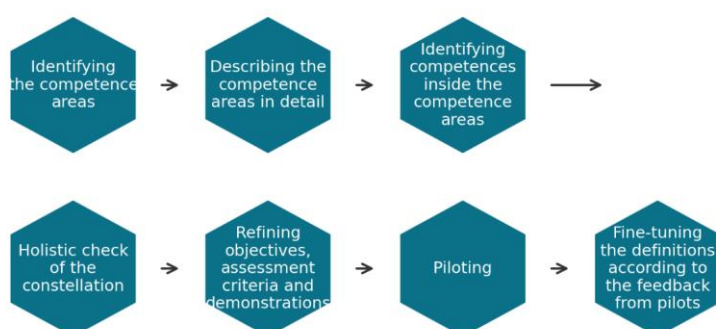 Identifying
the competence
areas
Describing the
competence
areas in detail
Identifying
competences
inside the
competence
areas
Holistic check
of the
constellation
Refining
objectives,
assessment
criteria and
demonstrations
Piloting
Fine-tuning
the definitions
according to
the feedback
from pilots